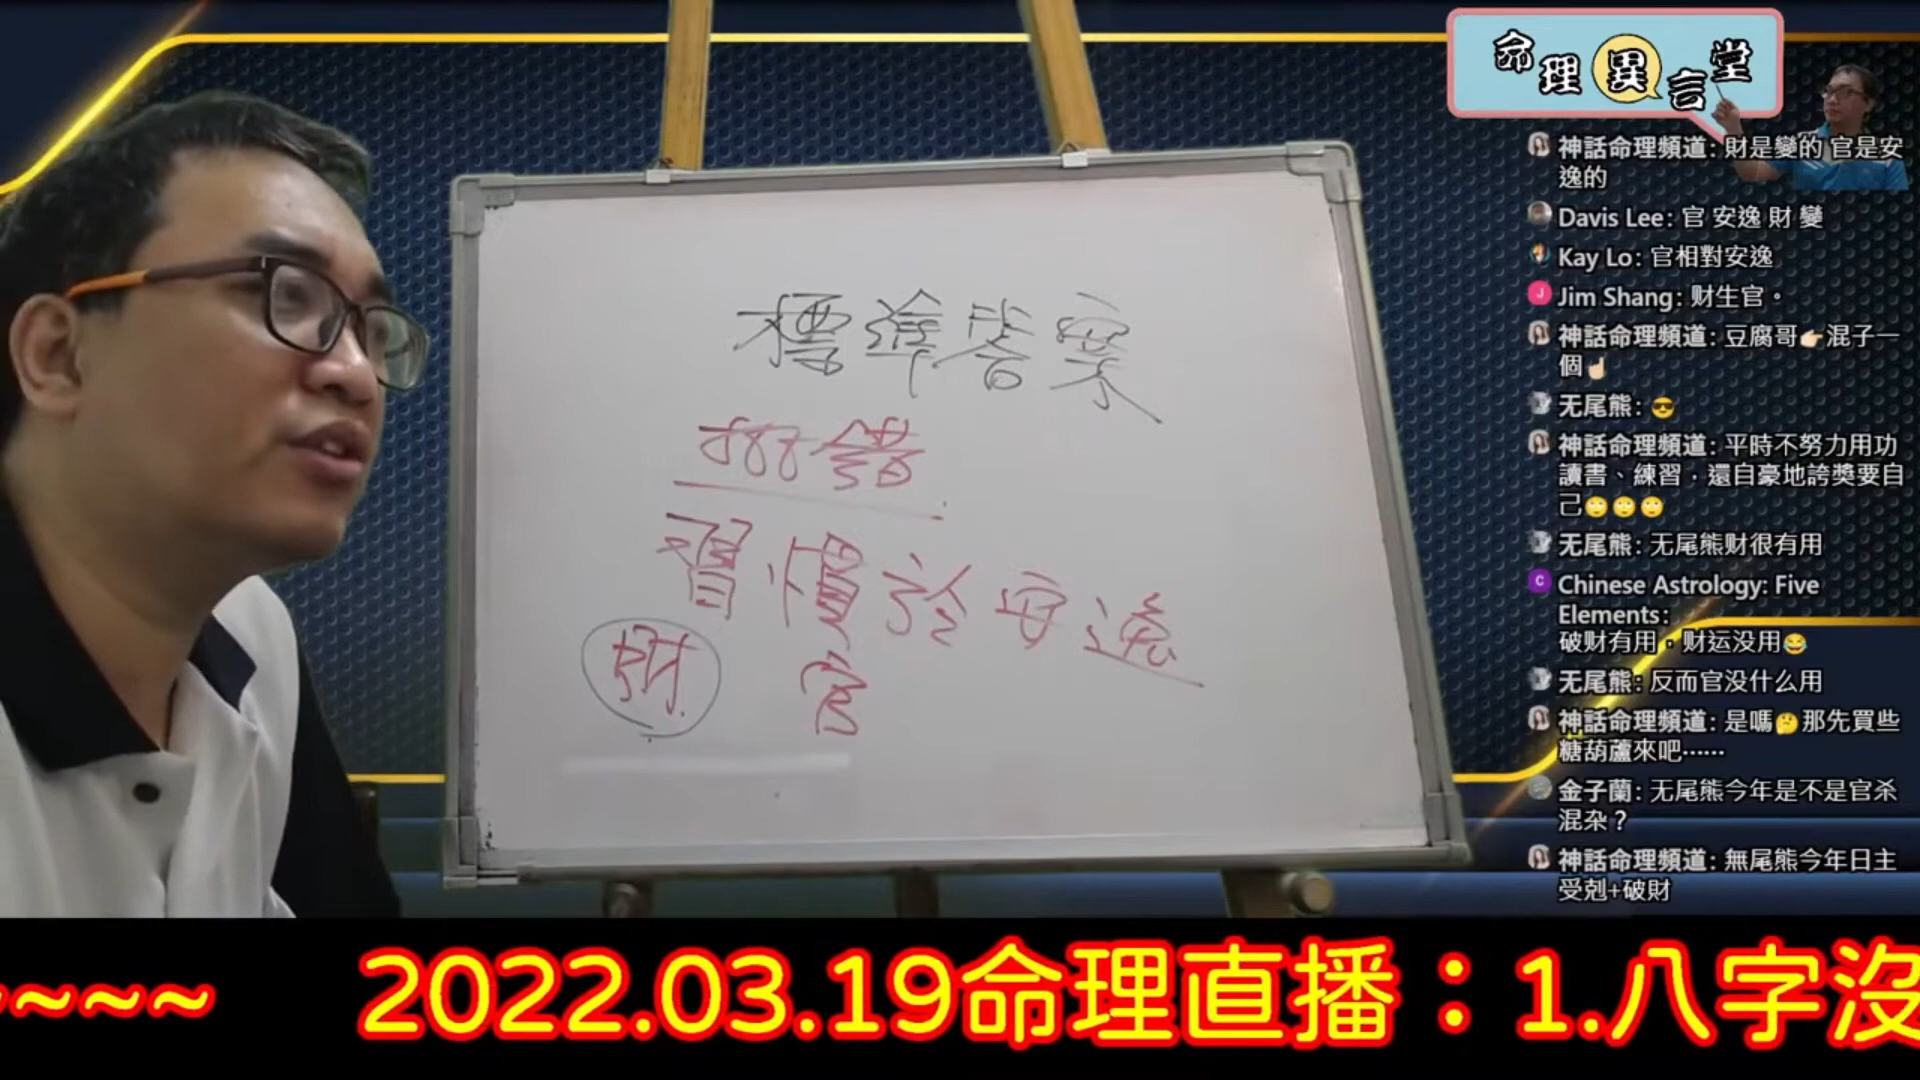 命理異言堂
標準答案
抓錯
習慣於安逸
財 官
神話命理頻道: 財是變的 官是安
逸的
Davis Lee: 官 安逸 財 變
Kay Lo: 官相對安逸
J Jim Shang: 财生官。
神話命理頻道: 豆腐哥👉🏻混子一
個☝🏻
无尾熊: 😎
神話命理頻道: 平時不努力用功
讀書、練習，還自豪地誇獎要自
己🙄🙄🙄
无尾熊: 无尾熊财很有用
C Chinese Astrology: Five
Elements:
破财有用，财运没用😂
无尾熊: 反而官没什么用
神話命理頻道: 是嗎🤔那先買些
糖葫蘆來吧……
金子蘭: 无尾熊今年是不是官杀
混杂？
神話命理頻道: 無尾熊今年日主
受剋+破財
~~~~ 2022.03.19命理直播：1.八字沒